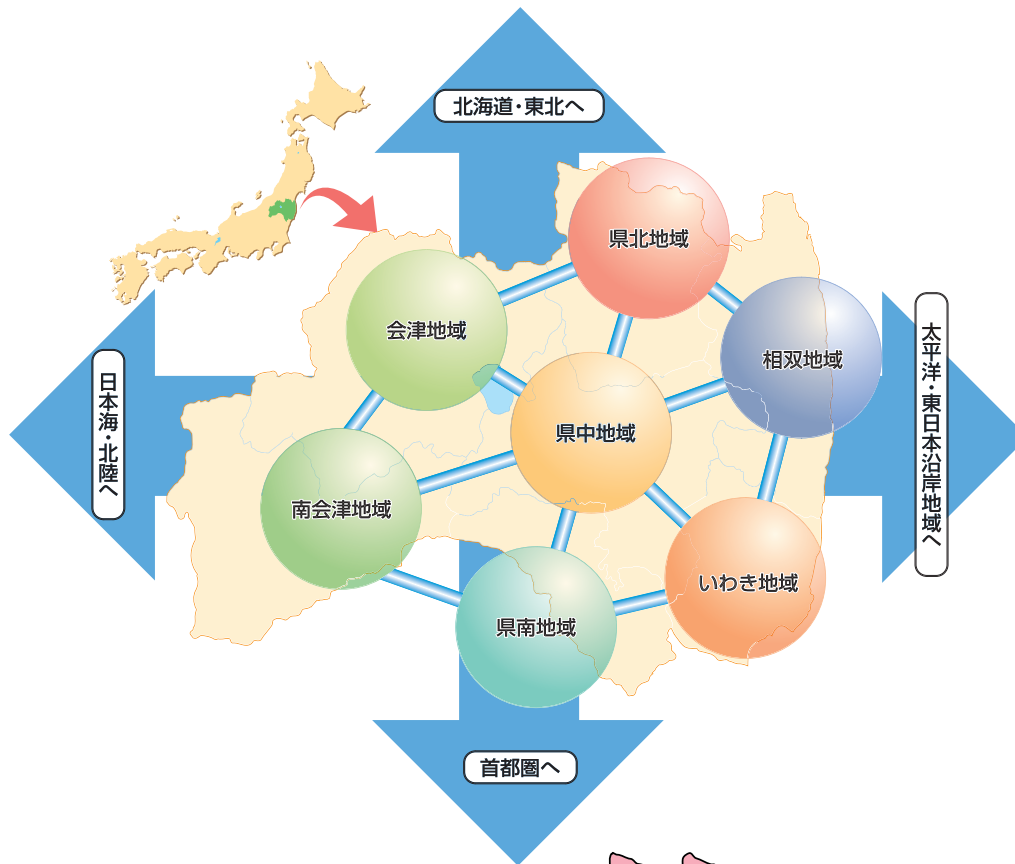 北海道・東北へ
県北地域
会津地域
相双地域
太平洋・東日本沿岸地域へ
日本海・北陸へ
県中地域
南会津地域
いわき地域
県南地域
首都圏へ